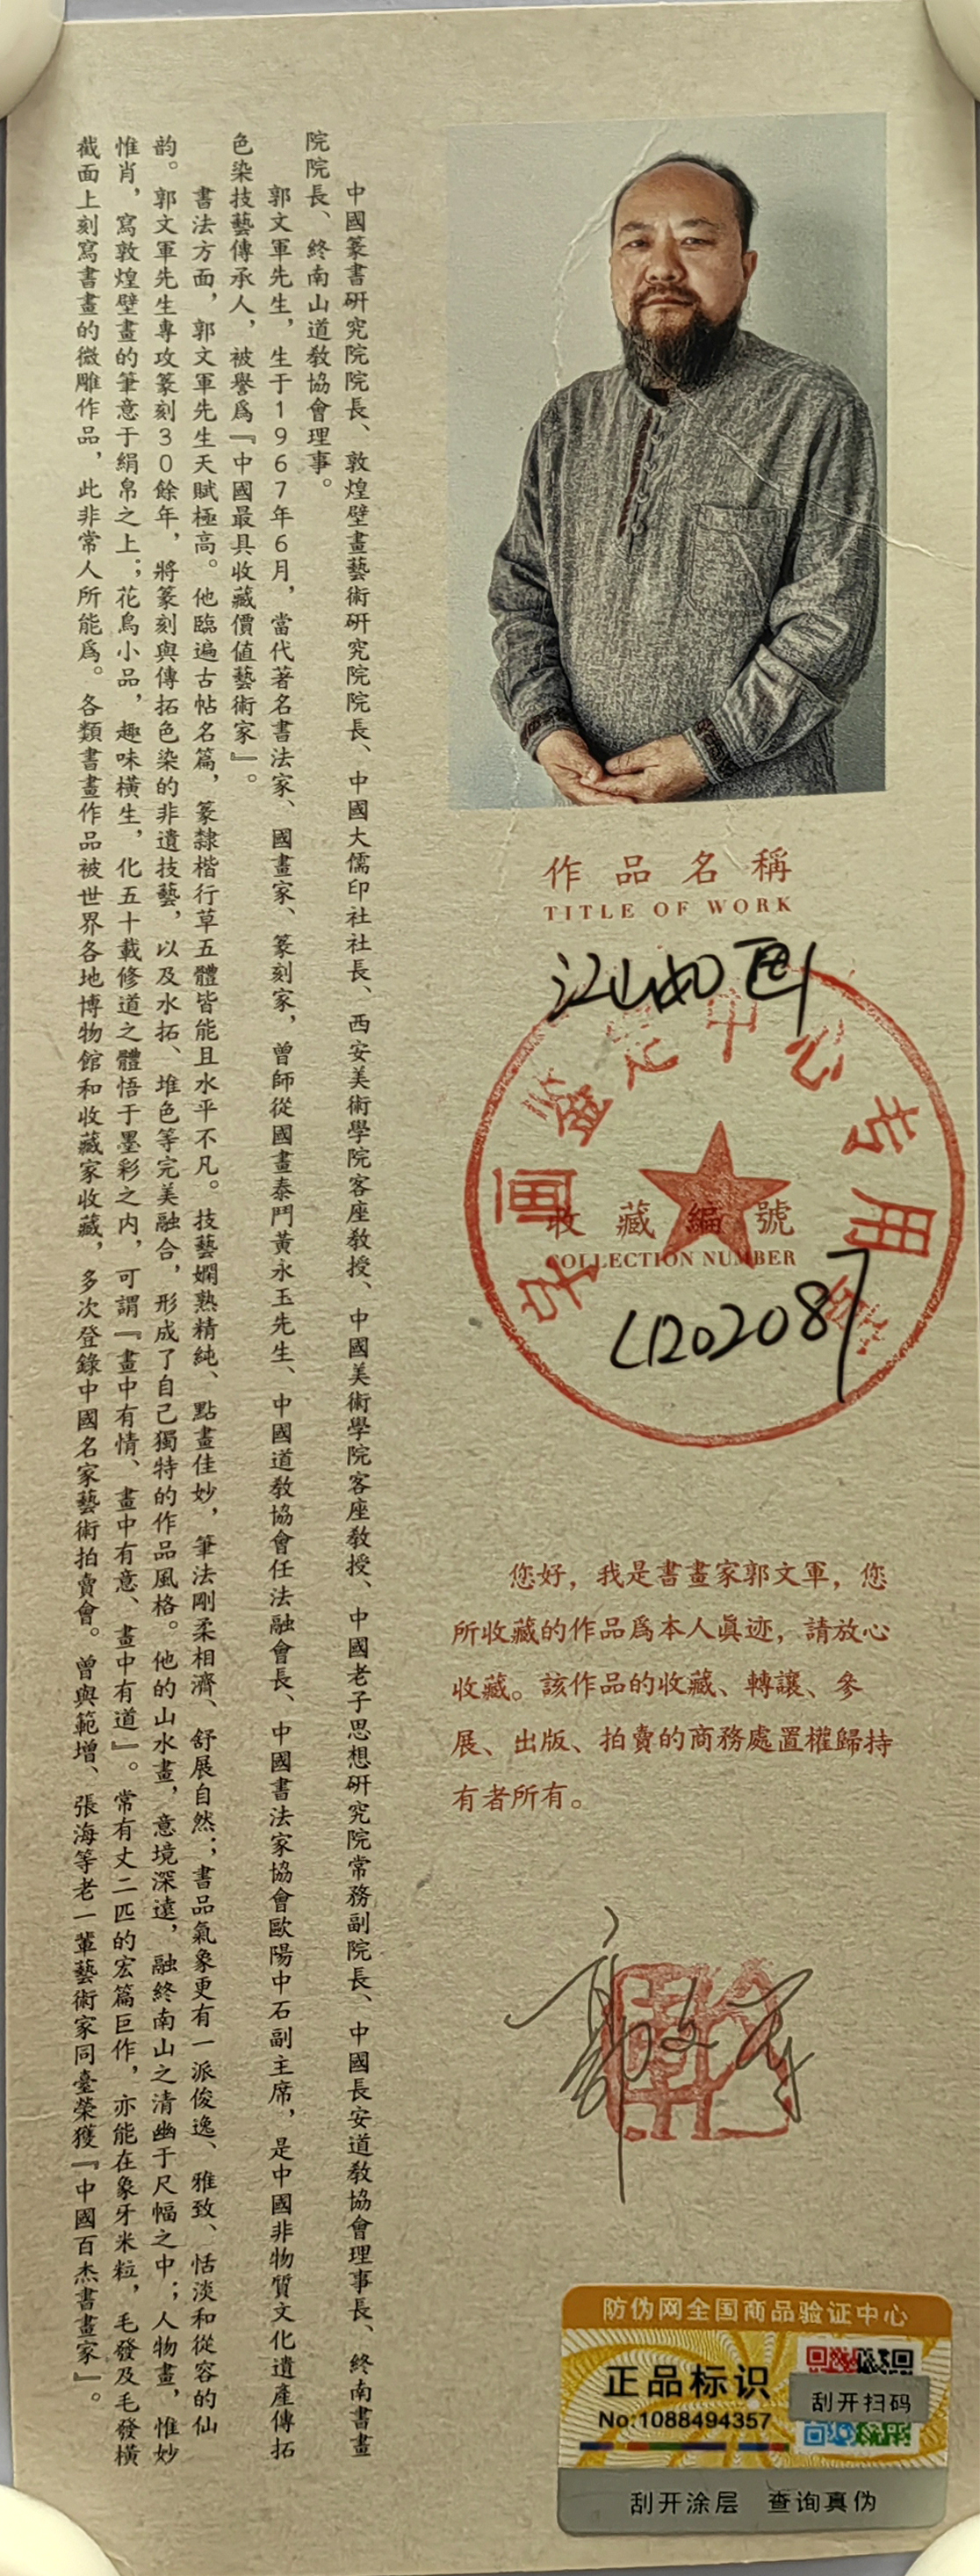 中國篆書研究院院長、敦煌壁畫藝術研究院院長、中國大儒印社社長、西安美術學院客座教授、中國美術學院客座教授、中國老子思想研究院常務副院長、中國長安道教協會理事長、終南書畫
院院長、終南山道教協會理事。
郭文軍先生，生于1967年6月，當代著名書法家、國畫家、篆刻家，曾師從國畫泰鬥黃永玉先生、中國道教協會任法融會長、中國書法家協會歐陽中石副主席，是中國非物質文化遺產傳拓
色染技藝傳承人，被譽爲『中國最具收藏價值藝術家』。
書法方面，郭文軍先生天賦極高。他臨遍古帖名篇，篆隸楷行草五體皆能且水平不凡。技藝嫻熟精純、點畫佳妙，筆法剛柔相濟、舒展自然；書品氣象更有一派俊逸、雅致、恬淡和從容的仙
韵。郭文軍先生專攻篆刻30餘年，將篆刻與傳拓色染的非遺技藝，以及水拓、堆色等完美融合，形成了自己獨特的作品風格。他的山水畫，意境深遠，融終南山之清幽于尺幅之中；人物畫，惟妙
惟肖，寫敦煌壁畫的筆意于絹帛之上；花鳥小品，趣味橫生，化五十載修道之體悟于墨彩之内，可謂『畫中有情、畫中有意、畫中有道』。常有丈二匹的宏篇巨作，亦能在象牙米粒，毛發及毛發橫
截面上刻寫書畫的微雕作品，此非常人所能爲。各類書畫作品被世界各地博物館和收藏家收藏，多次登錄中國名家藝術拍賣會。曾與範增、張海等老一輩藝術家同臺榮獲『中國百杰書畫家』。
作品名稱
TITLE OF WORK
江山如画
收藏編號
COLLECTION NUMBER
L1202087
您好，我是書畫家郭文軍，您
所收藏的作品爲本人眞迹，請放心
收藏。該作品的收藏、轉讓、參
展、出版、拍賣的商務處置權歸持
有者所有。
郭文军
防伪网全国商品验证中心
正品标识
No:1088494357
刮开扫码
刮开涂层 查询真伪